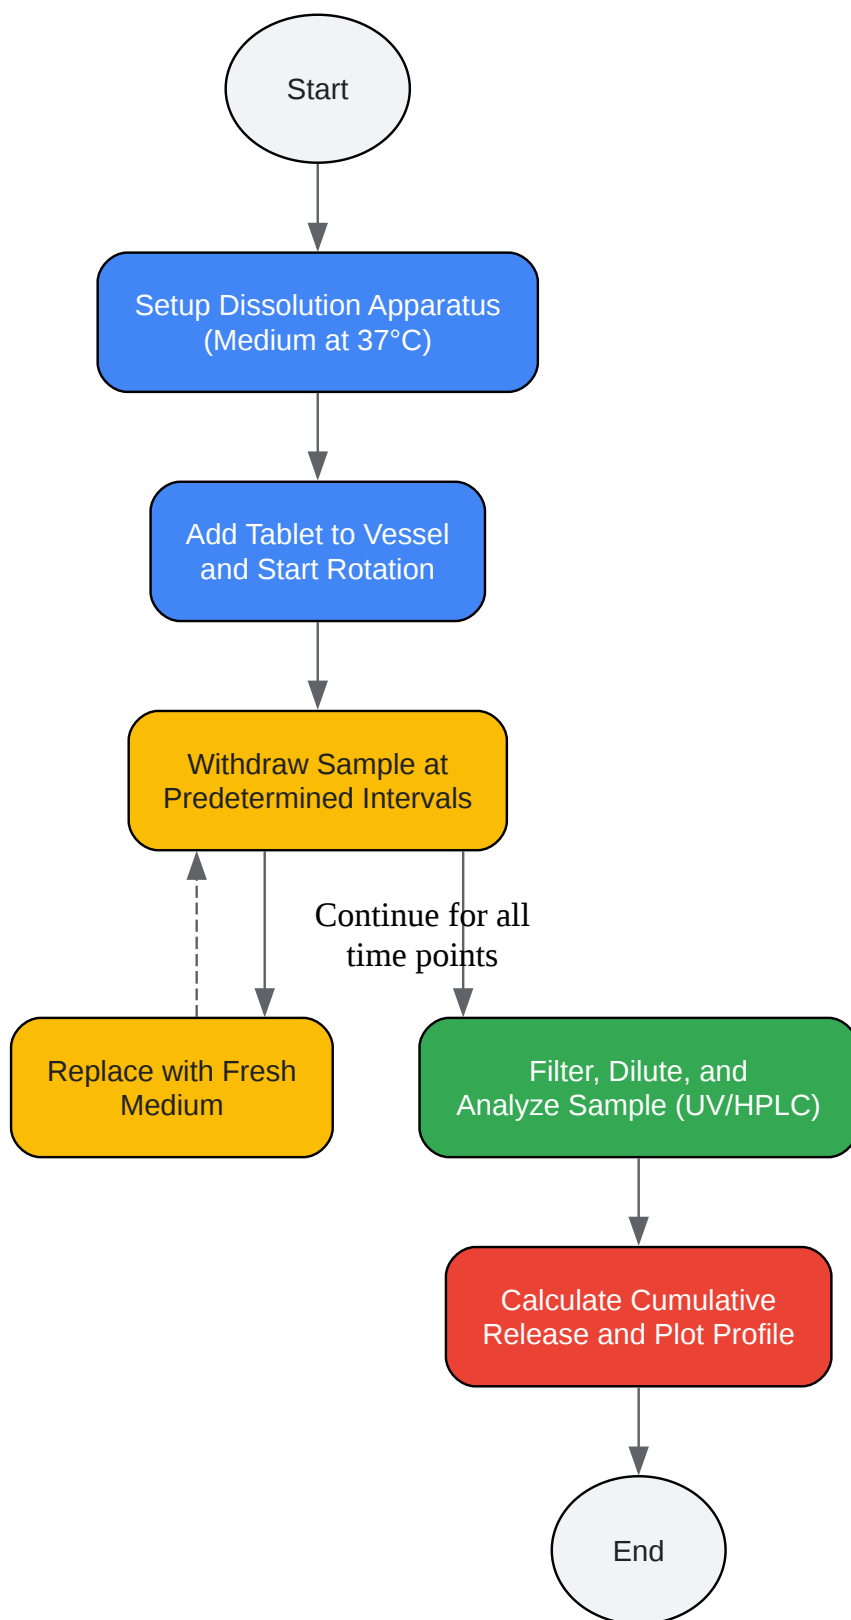 Start
Setup Dissolution Apparatus
(Medium at 37°C)
Add Tablet to Vessel
and Start Rotation
Withdraw Sample at
Predetermined Intervals
Continue for all
time points
Replace with Fresh
Medium
Filter, Dilute, and
Analyze Sample (UV/HPLC)
Calculate Cumulative
Release and Plot Profile
End